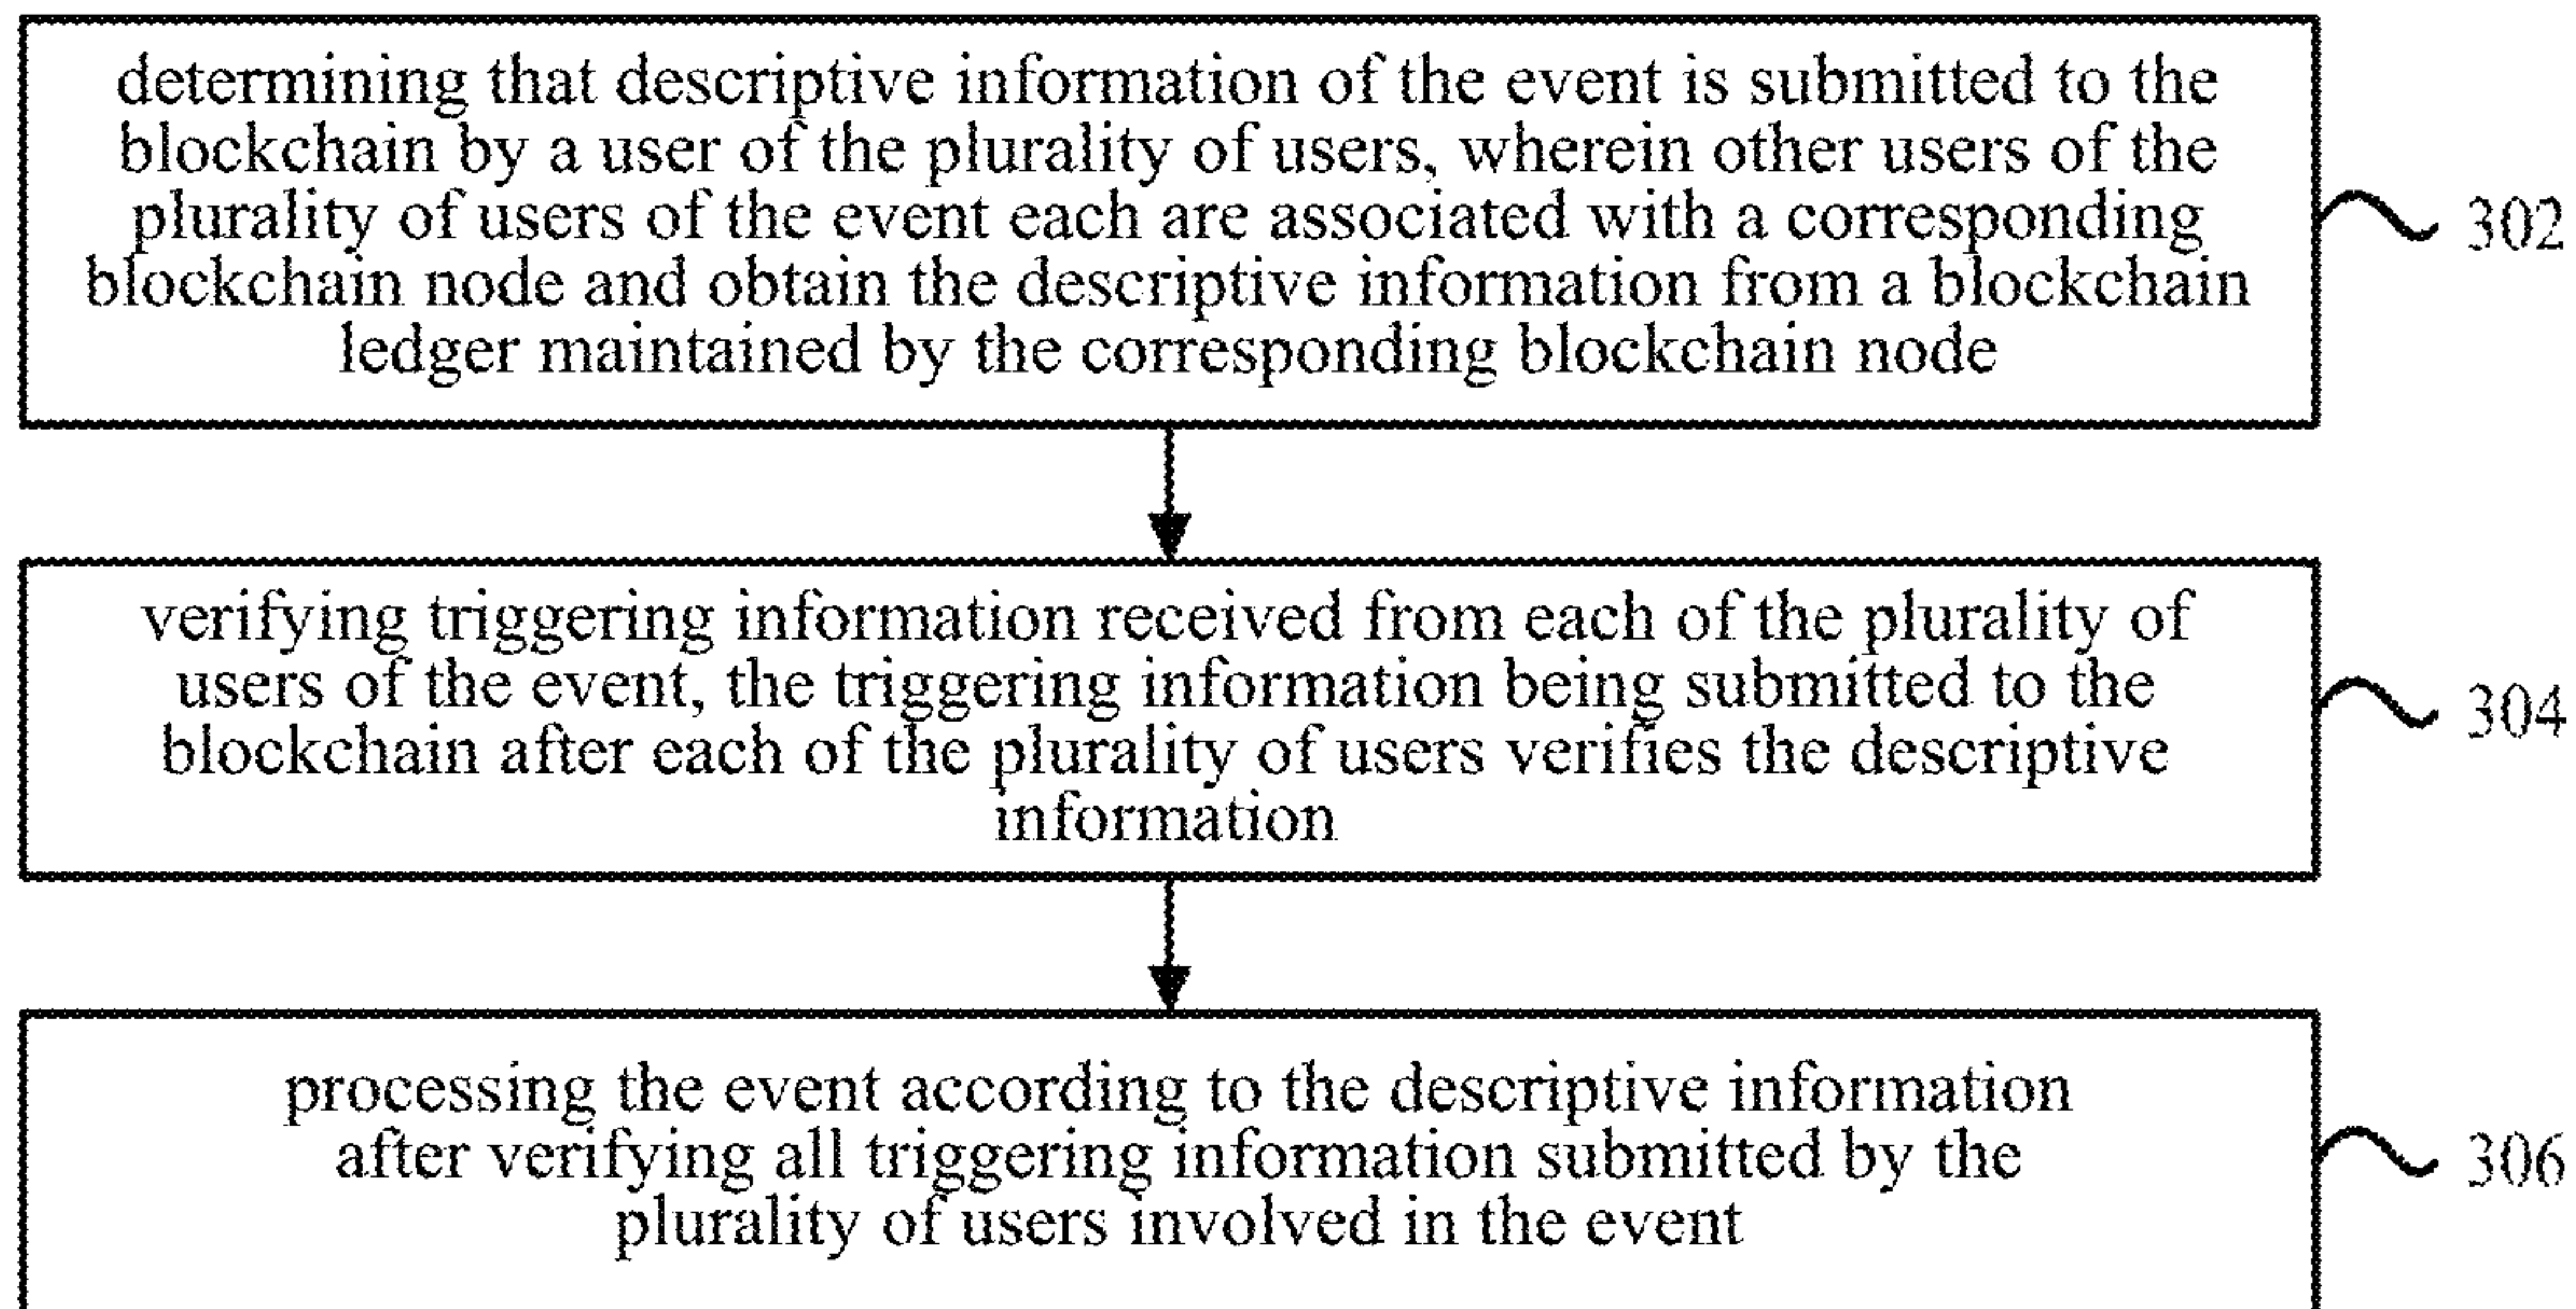 determining that descriptive information of the event is submitted to the
blockchain by a user of the plurality of users, wherein other users of the
plurality of users of the event each are associated with a corresponding
blockchain node and obtain the descriptive information from a blockchain
ledger maintained by the corresponding blockchain node
302
verifying triggering information received from each of the plurality of
users of the event, the triggering information being submitted to the
blockchain after each of the plurality of users verifies the descriptive
information
304
processing the event according to the descriptive information
after verifying all triggering information submitted by the
plurality of users involved in the event
306